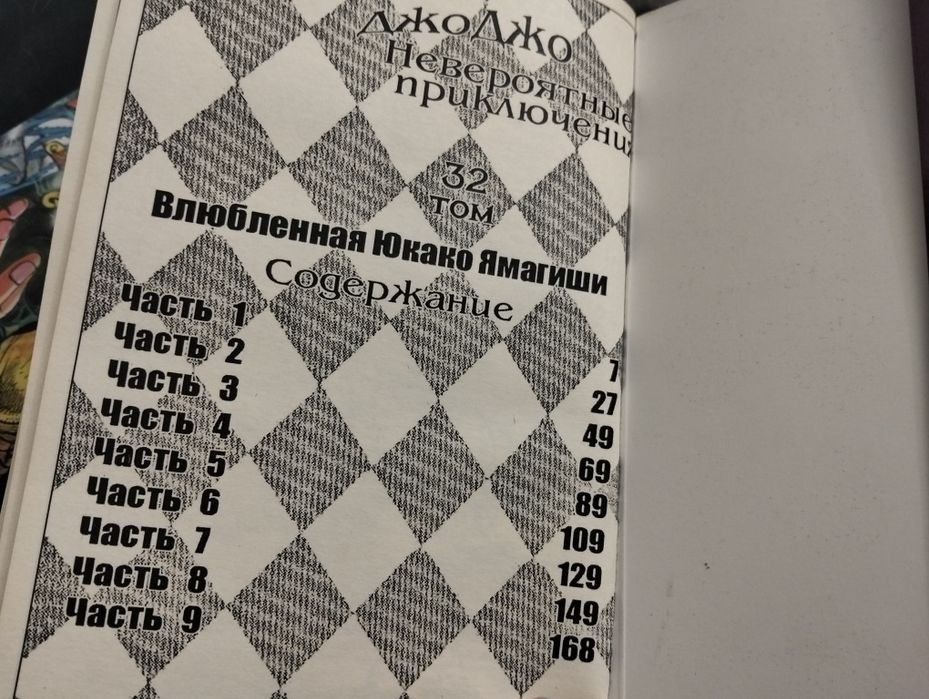 ДжоДжо
Невероятные
приключения
32
том
Влюбленная Юкако Ямагиши
Содержание
Часть 1 7
Часть 2 27
Часть 3 49
Часть 4 69
Часть 5 89
Часть 6 109
Часть 7 129
Часть 8 149
Часть 9 168